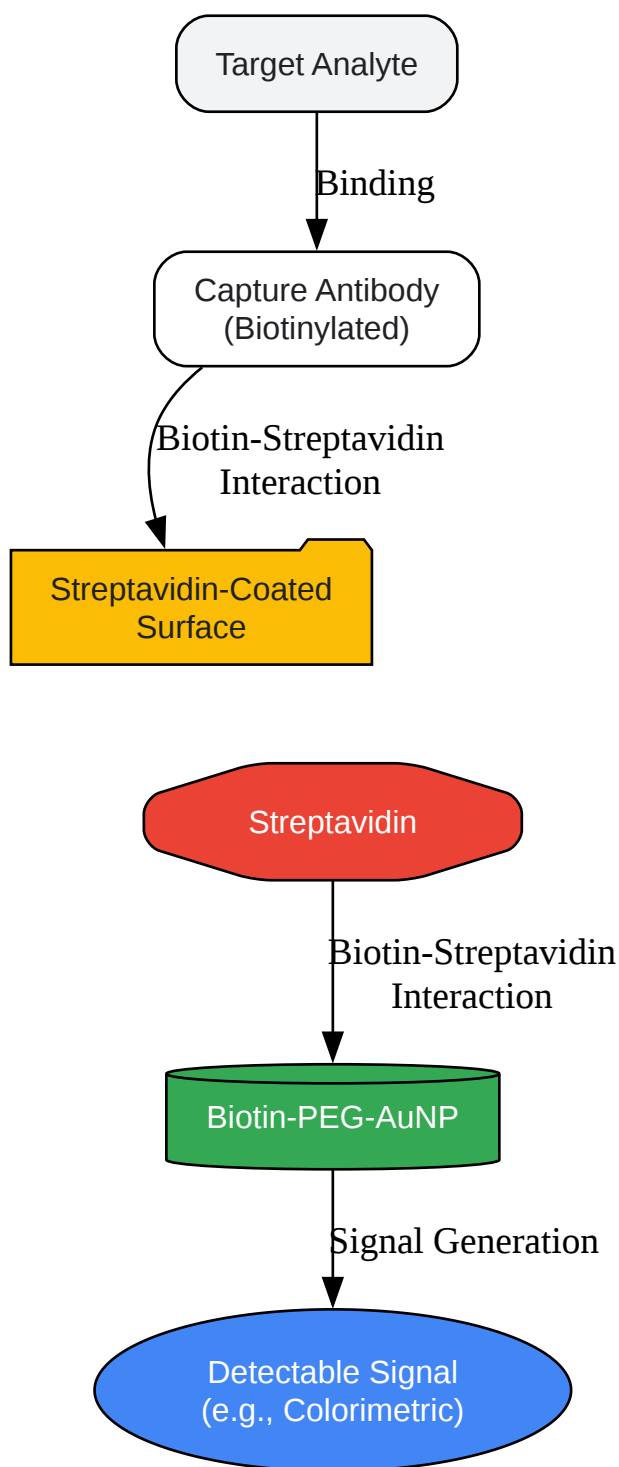 Target Analyte
Binding
Capture Antibody
(Biotinylated)
Biotin-Streptavidin
Interaction
Streptavidin-Coated
Surface
Streptavidin
Biotin-Streptavidin
Interaction
Biotin-PEG-AuNP
Signal Generation
Detectable Signal
(e.g., Colorimetric)